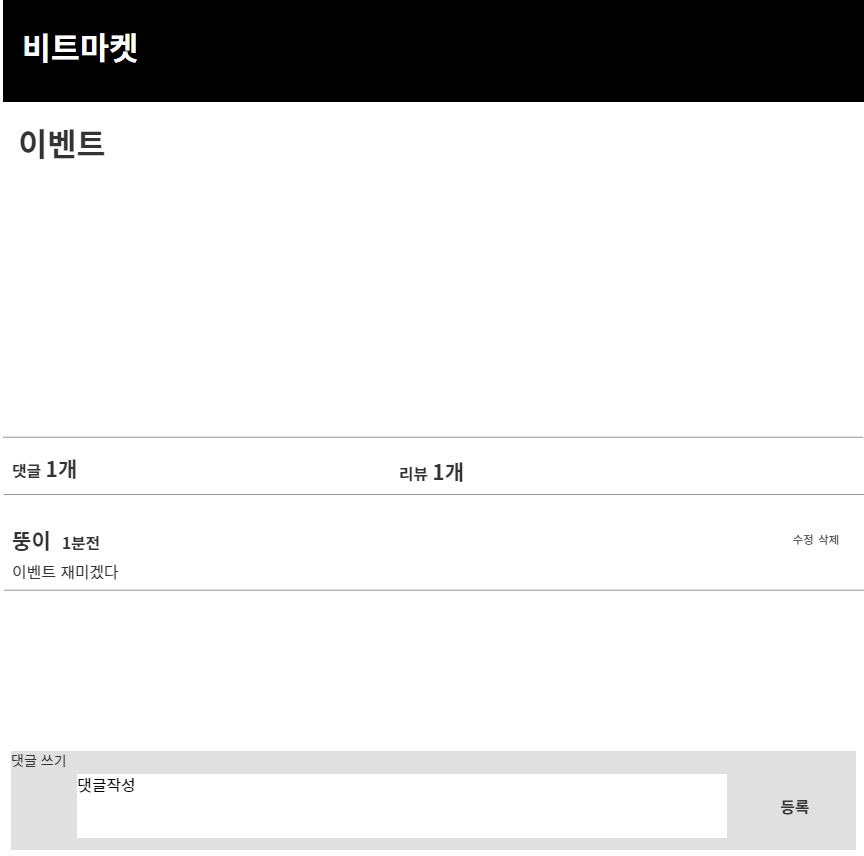 비트마켓
이벤트
댓글 1개 리뷰 1개
뚱이 1분전 수정 삭제
이벤트 재미겠다
댓글 쓰기
댓글작성
등록